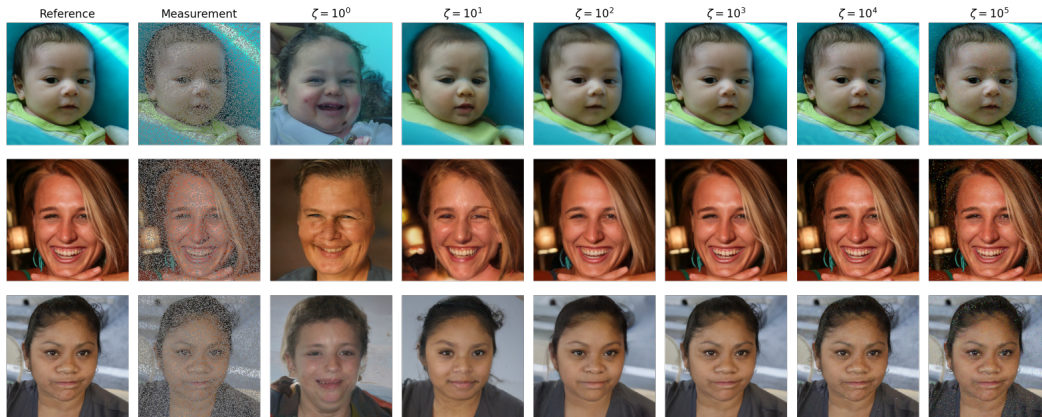 Reference Measurement ζ = 10⁰ ζ = 10¹ ζ = 10² ζ = 10³ ζ = 10⁴ ζ = 10⁵